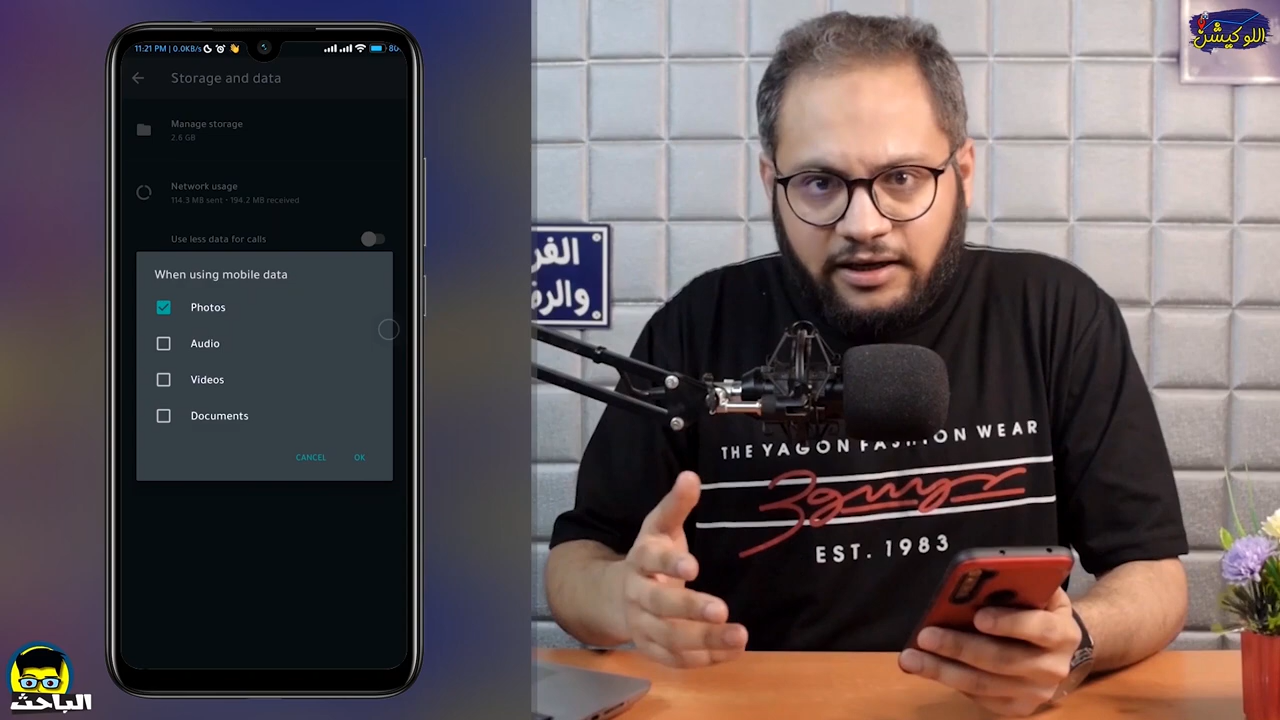 11:21 PM | 0.0KB/s
80
Storage and data
Manage storage
2.6 GB
Network usage
114.3 MB sent • 194.2 MB received
Use less data for calls
When using mobile data
Photos
Audio
Videos
Documents
CANCEL OK
الباحث
اللوكيشن
THE YAGON FASHION WEAR
EST. 1983